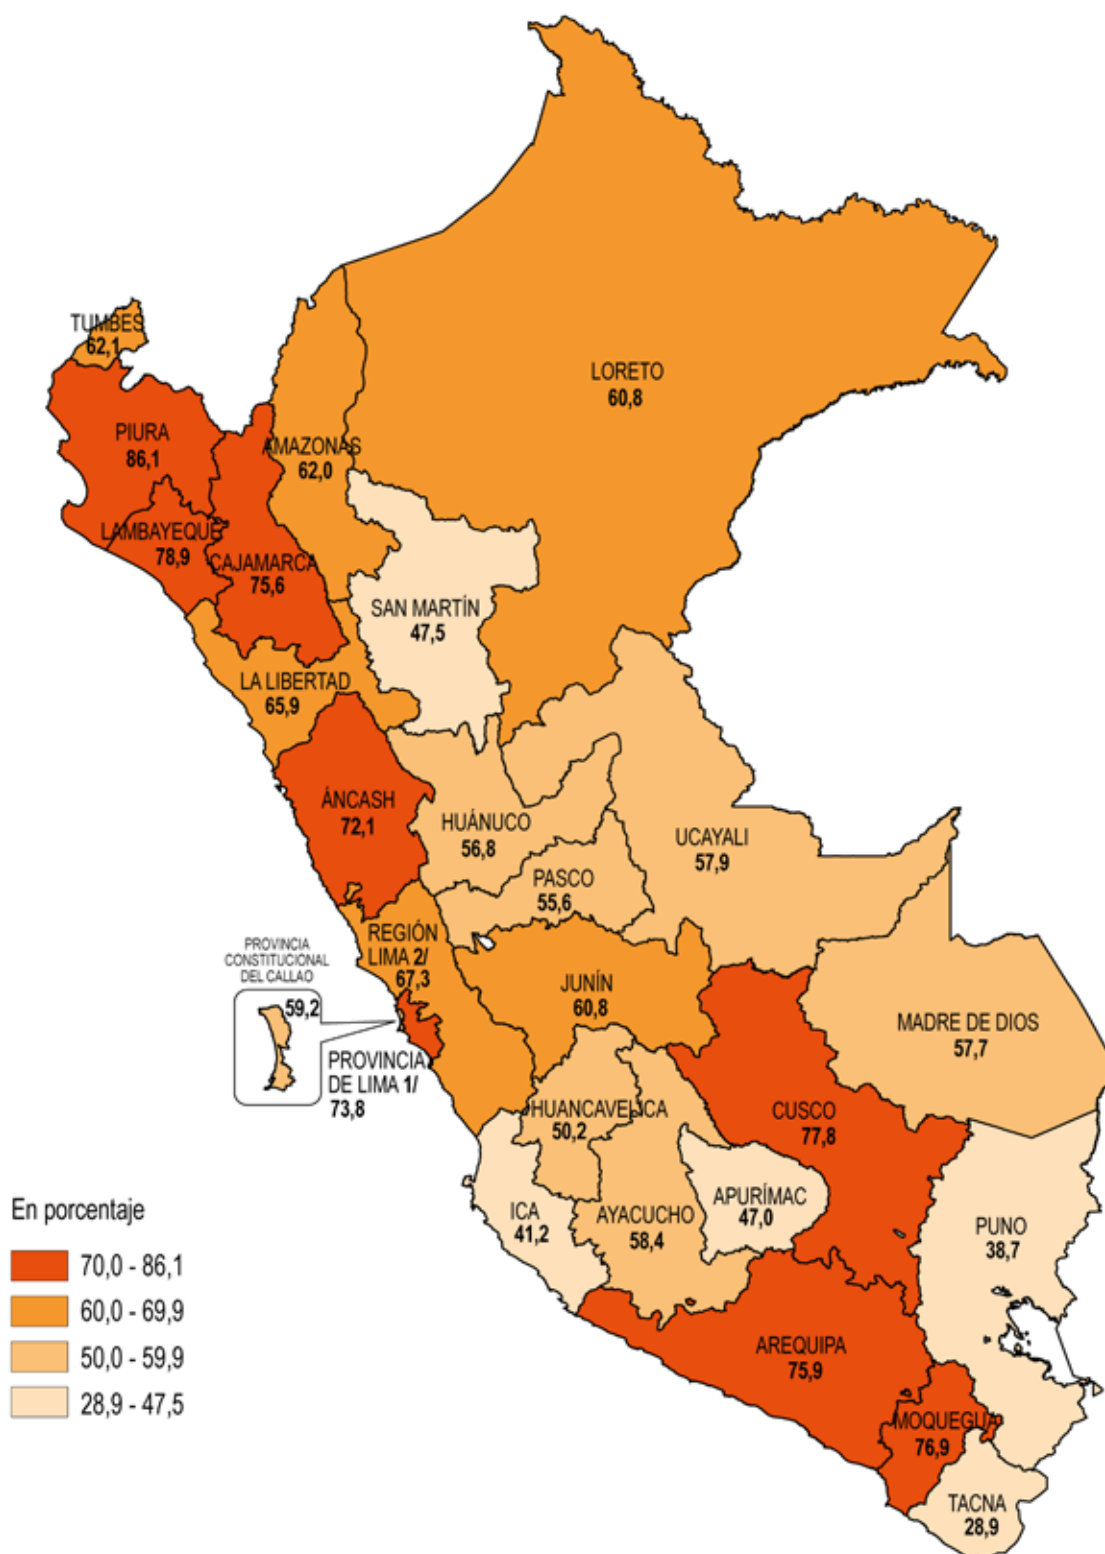 TUMBES
62,1
LORETO
60,8
PIURA
86,1
AMAZONAS
62,0
LAMBAYEQUE
78,9
CAJAMARCA
75,6
SAN MARTÍN
47,5
LA LIBERTAD
65,9
ÁNCASH
72,1
HUÁNUCO
56,8
UCAYALI
57,9
PASCO
55,6
REGIÓN
LIMA 2/
67,3
PROVINCIA
CONSTITUCIONAL
DEL CALLAO
59,2
JUNÍN
60,8
MADRE DE DIOS
57,7
PROVINCIA
DE LIMA 1/
73,8
HUANCAVELICA
50,2
CUSCO
77,8
ICA
41,2
AYACUCHO
58,4
APURÍMAC
47,0
PUNO
38,7
AREQUIPA
75,9
MOQUEGUA
76,9
TACNA
28,9
En porcentaje
70,0 - 86,1
60,0 - 69,9
50,0 - 59,9
28,9 - 47,5